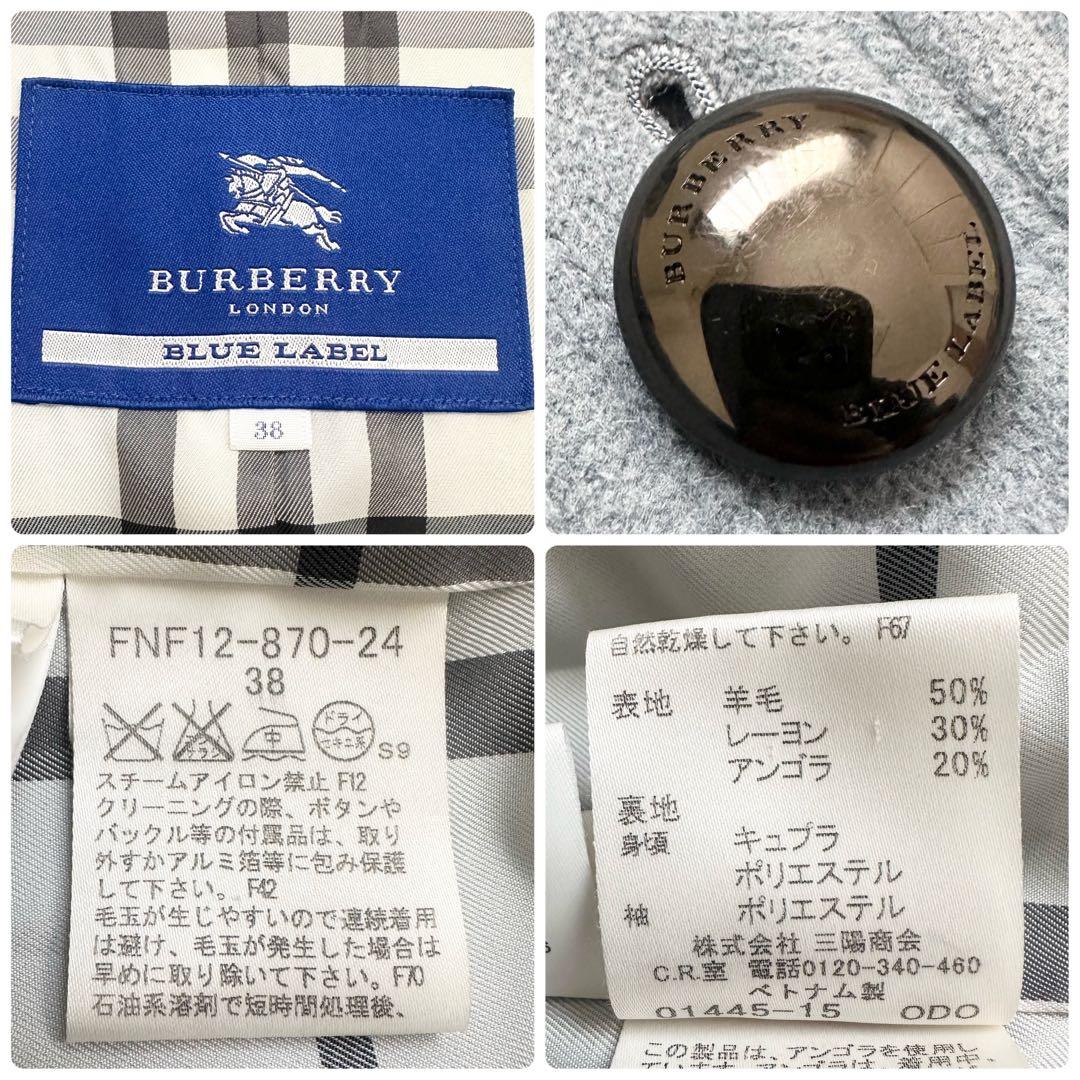 BURBERRY
LONDON
BLUE LABEL
38
BURBERRY
BLUE LABEL
FNF12-870-24
38
ドライ
セキユ系
S9
スチームアイロン禁止 F12
クリーニングの際、ボタンや
バックル等の付属品は、取り
外すかアルミ箔等に包み保護
して下さい。F42
毛玉が生じやすいので連続着用
は避け、毛玉が発生した場合は
早めに取り除いて下さい。F70
石油系溶剤で短時間処理後、
自然乾燥して下さい。F67
表地 羊毛 50%
レーヨン 30%
アンゴラ 20%
裏地
身頃 キュプラ
ポリエステル
袖 ポリエステル
株式会社 三陽商会
C.R.室 電話0120-340-460
ベトナム製
01445-15 ODO
この製品は、アンゴラを使用し